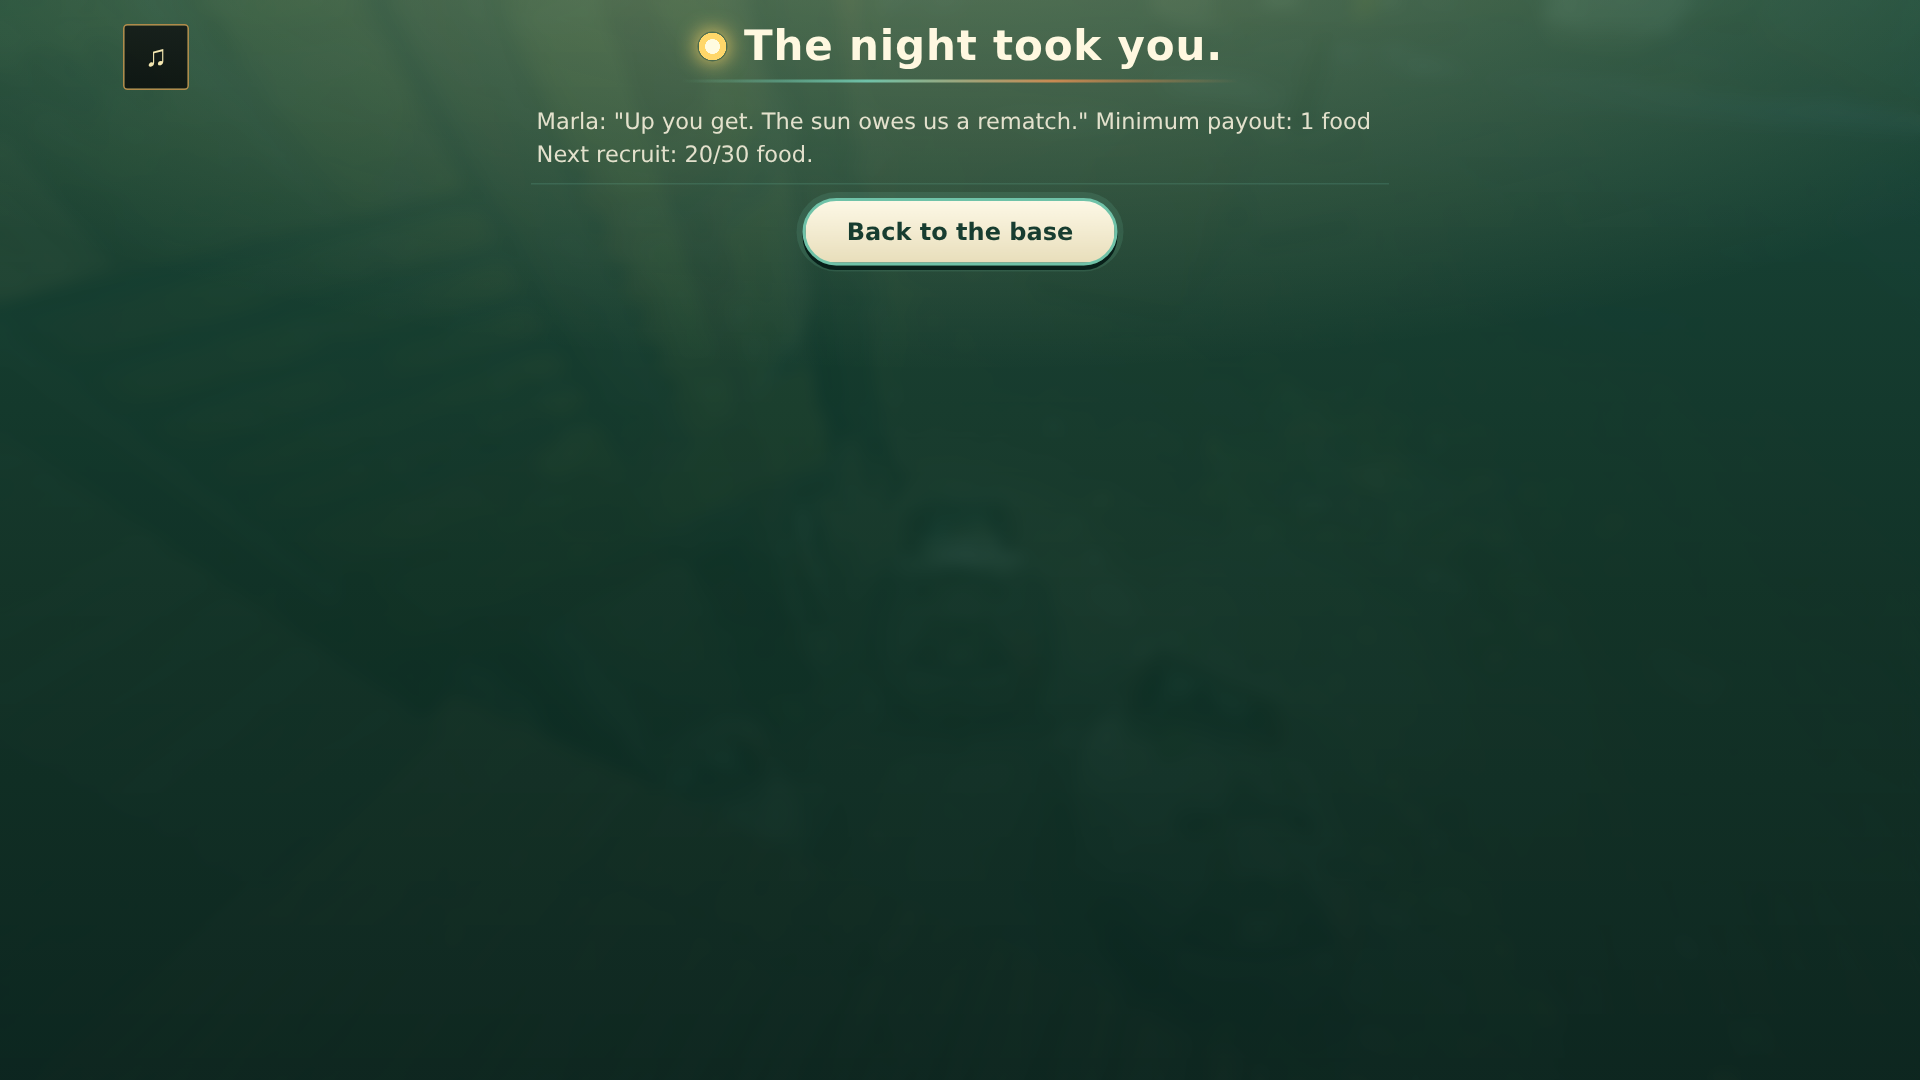 ♫
The night took you.
Marla: "Up you get. The sun owes us a rematch." Minimum payout: 1 food
Next recruit: 20/30 food.
Back to the base